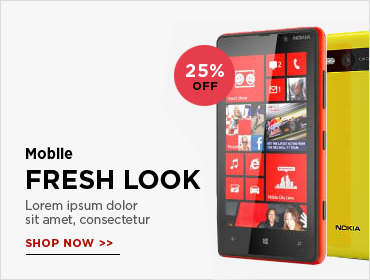 25%
OFF
NOKIA
Mobile
FRESH LOOK
Lorem ipsum dolor
sit amet, consectetur
SHOP NOW >>
NOKIA